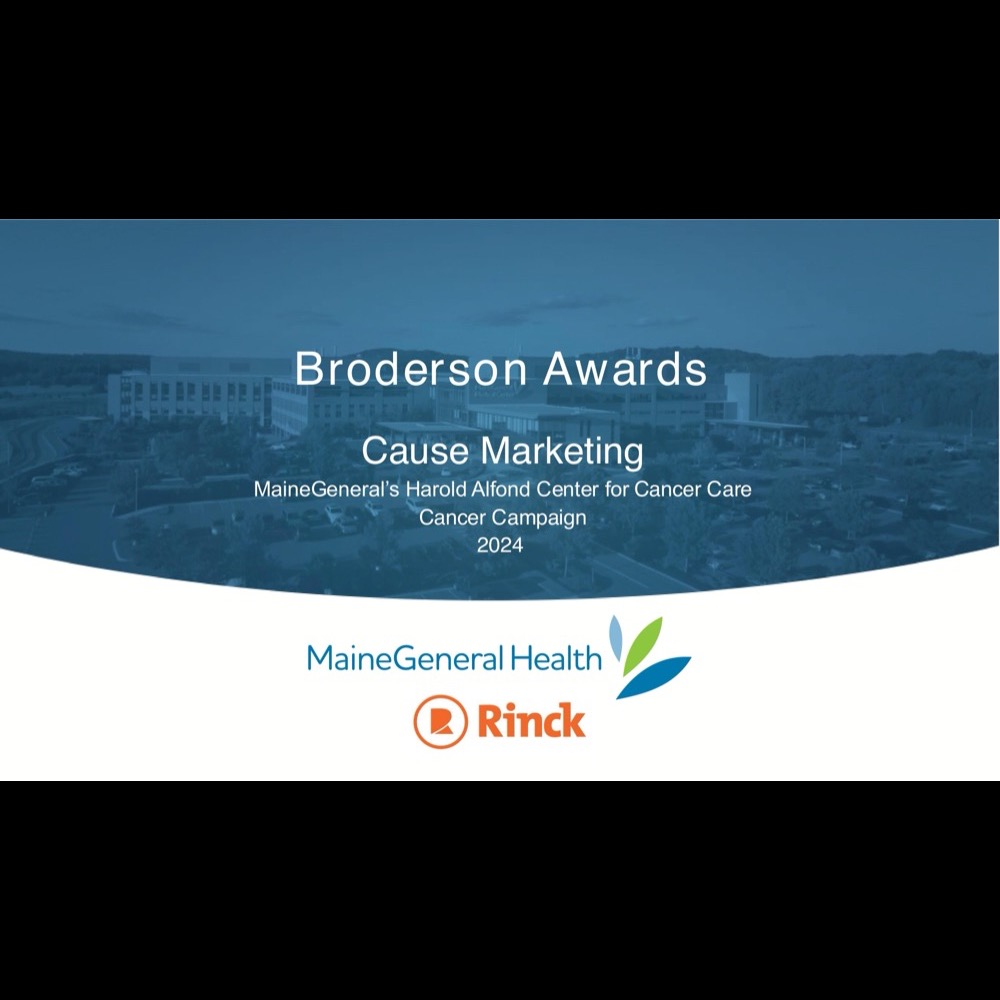 Broderson Awards
Cause Marketing
MaineGeneral's Harold Alfond Center for Cancer Care
Cancer Campaign
2024
MaineGeneral Health
R Rinck